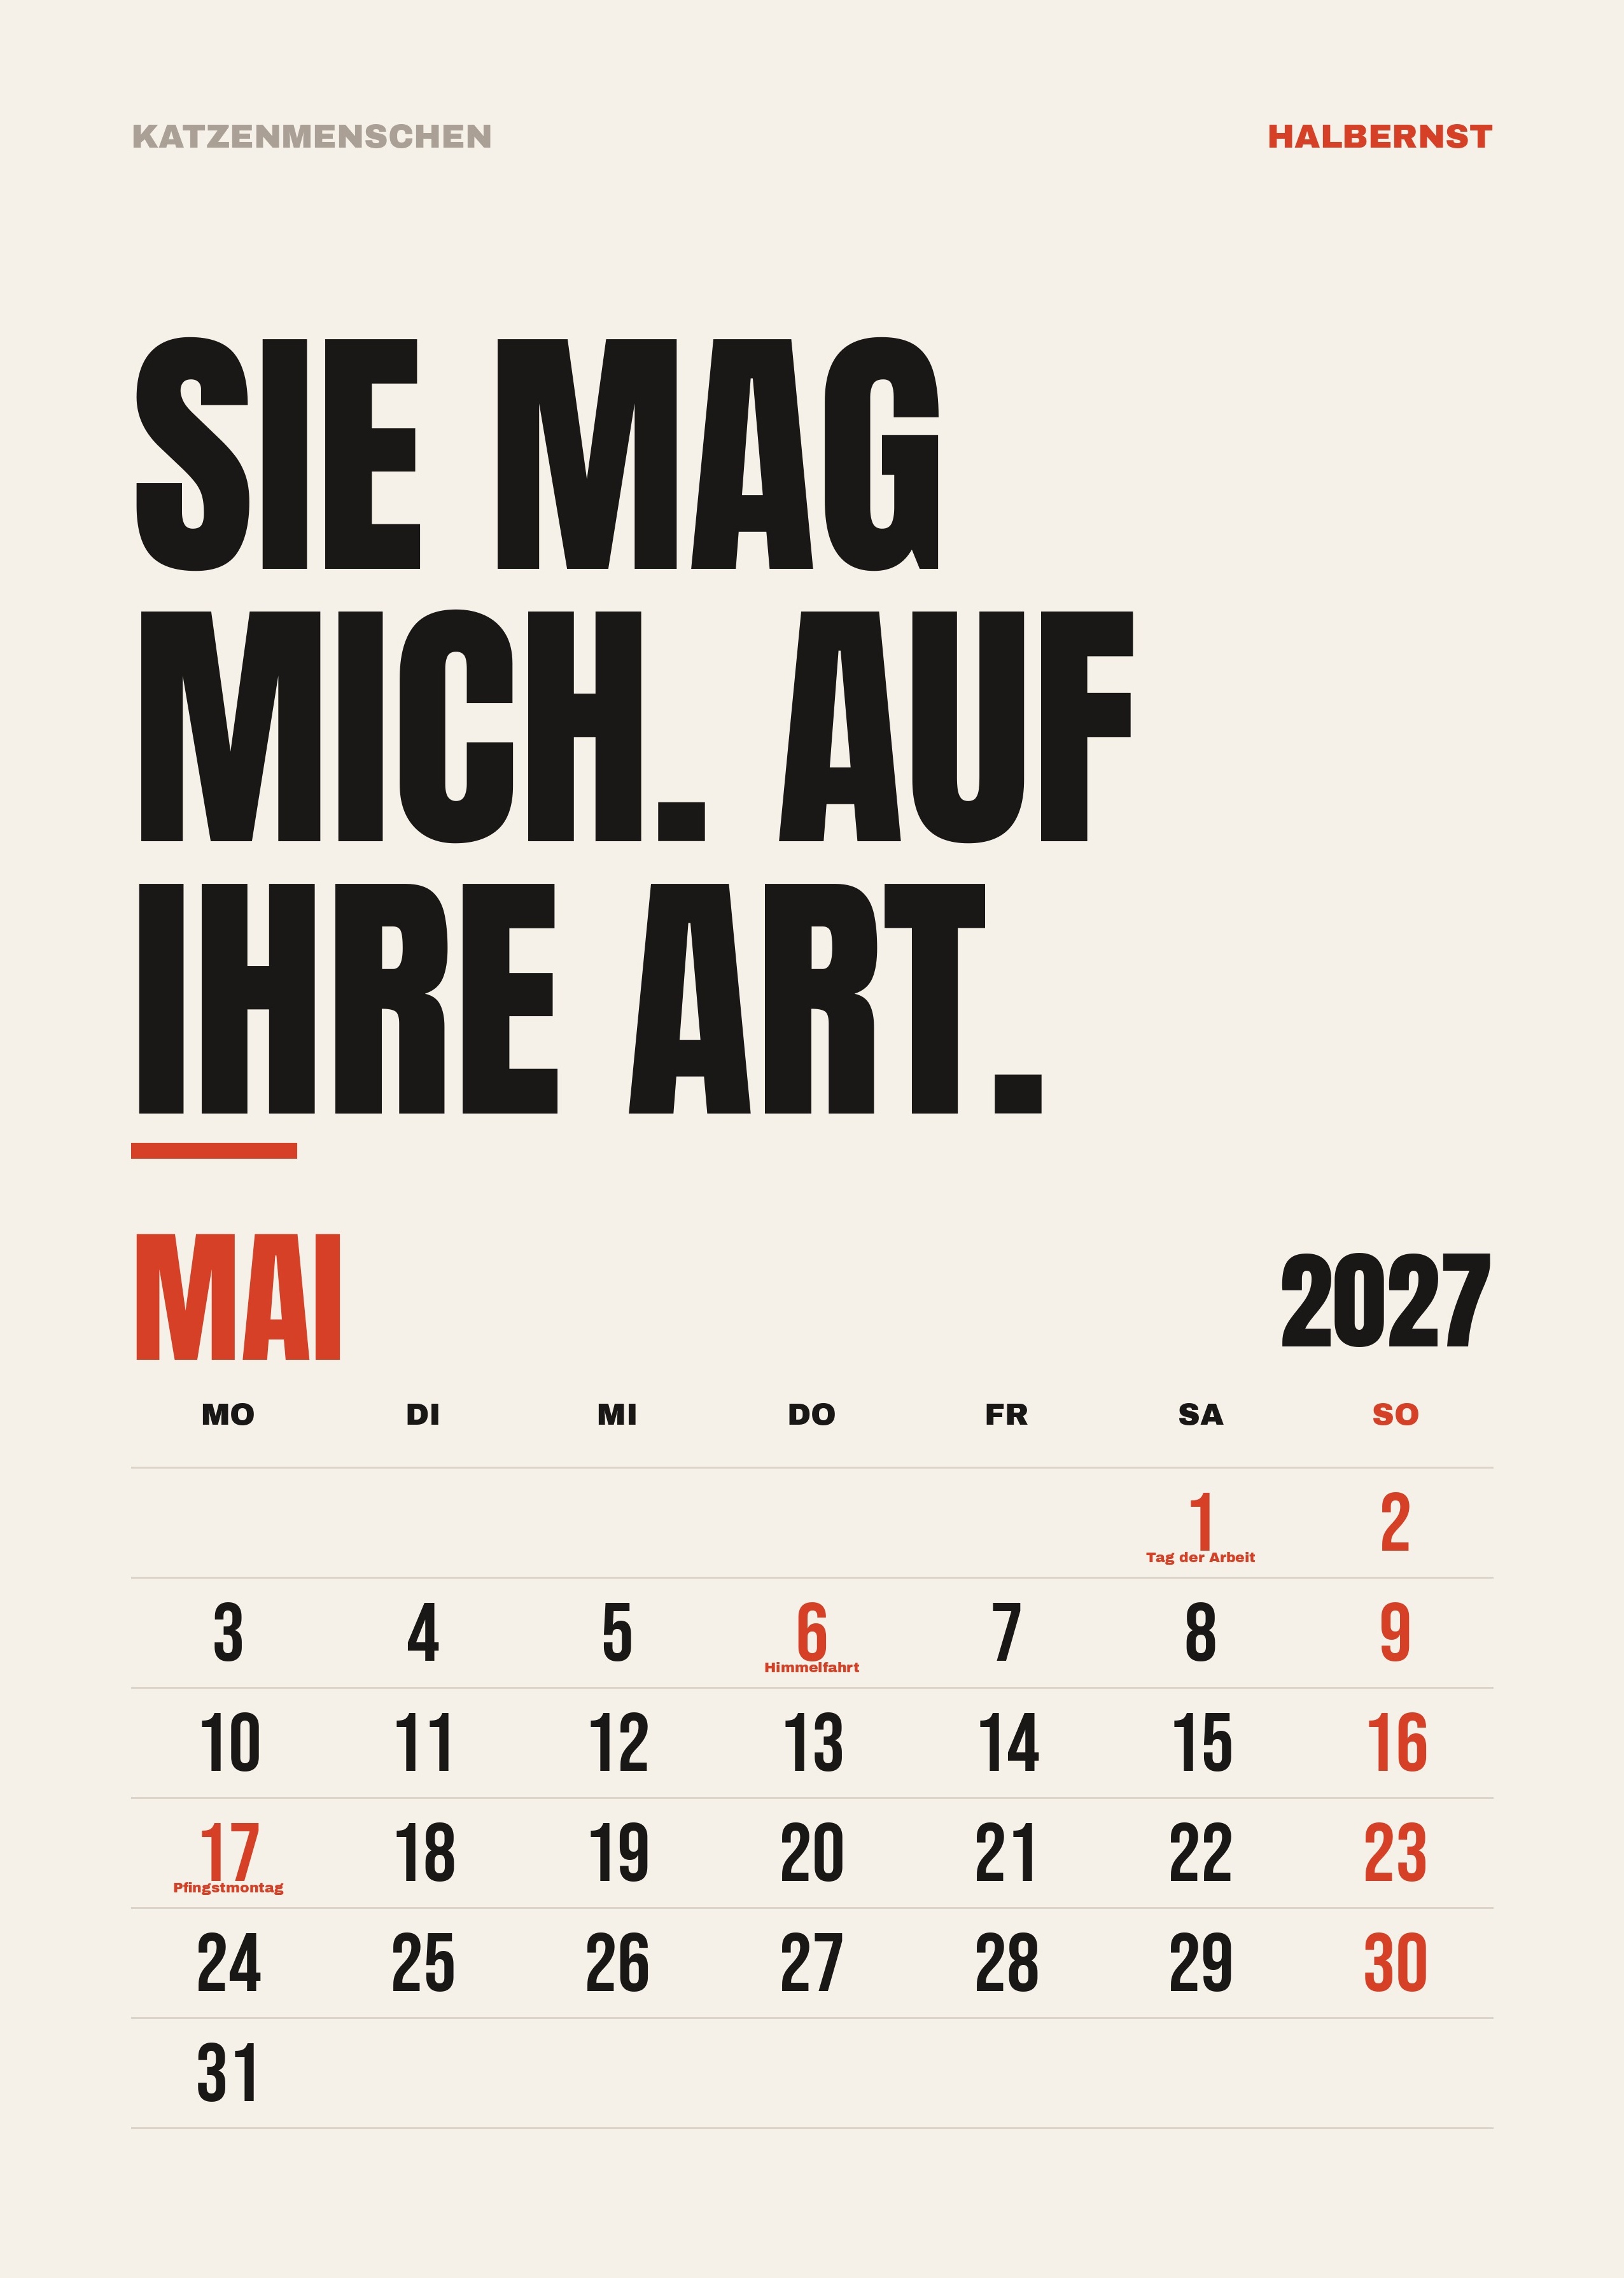 KATZENMENSCHEN HALBERNST
SIE MAG
MICH. AUF
IHRE ART.
MAI 2027
MO DI MI DO FR SA SO
1 2
Tag der Arbeit
3 4 5 6 7 8 9
Himmelfahrt
10 11 12 13 14 15 16
17 18 19 20 21 22 23
Pfingstmontag
24 25 26 27 28 29 30
31